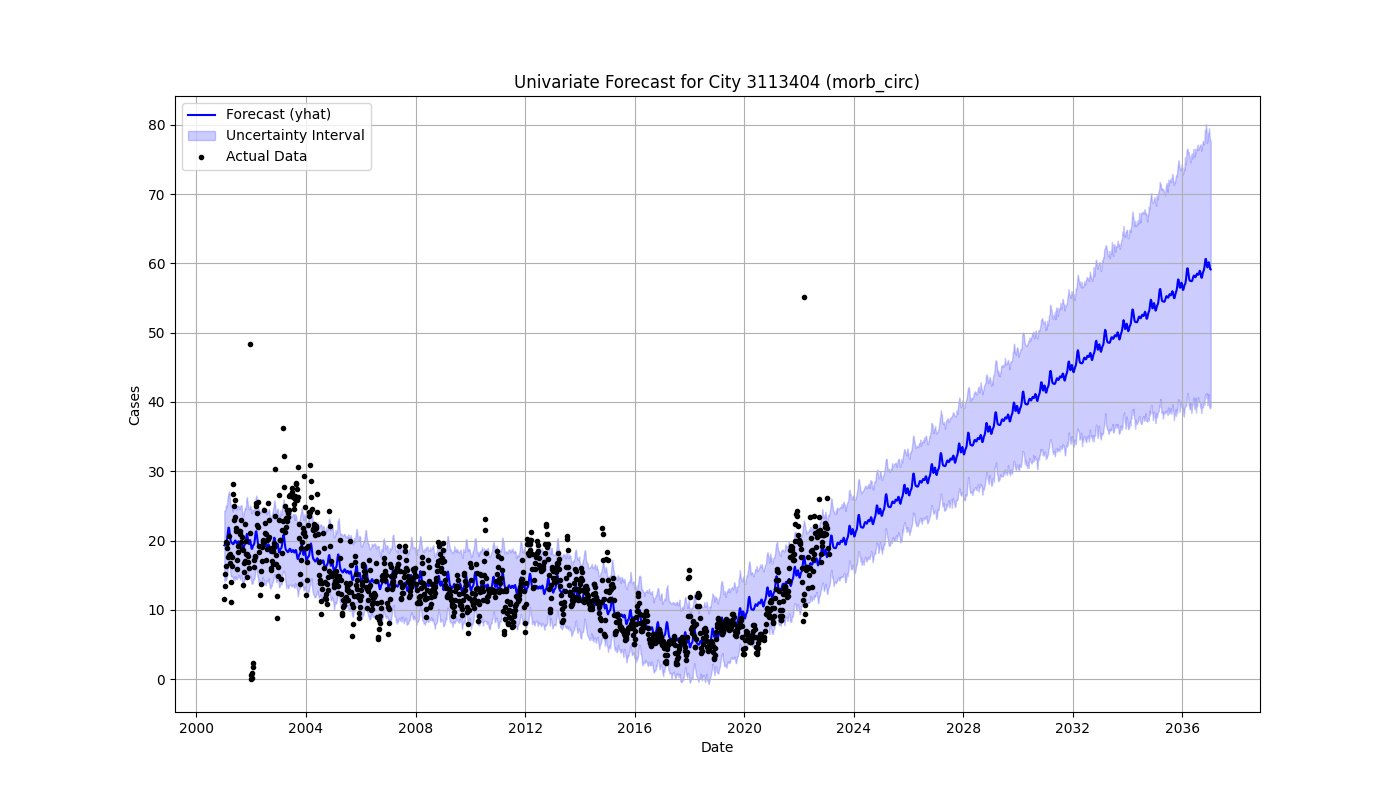 Univariate Forecast for City 3113404 (morb_circ)
Forecast (yhat)
Uncertainty Interval
Actual Data
80
70
60
50
40
30
20
10
0
Cases
2000 2004 2008 2012 2016 2020 2024 2028 2032 2036
Date